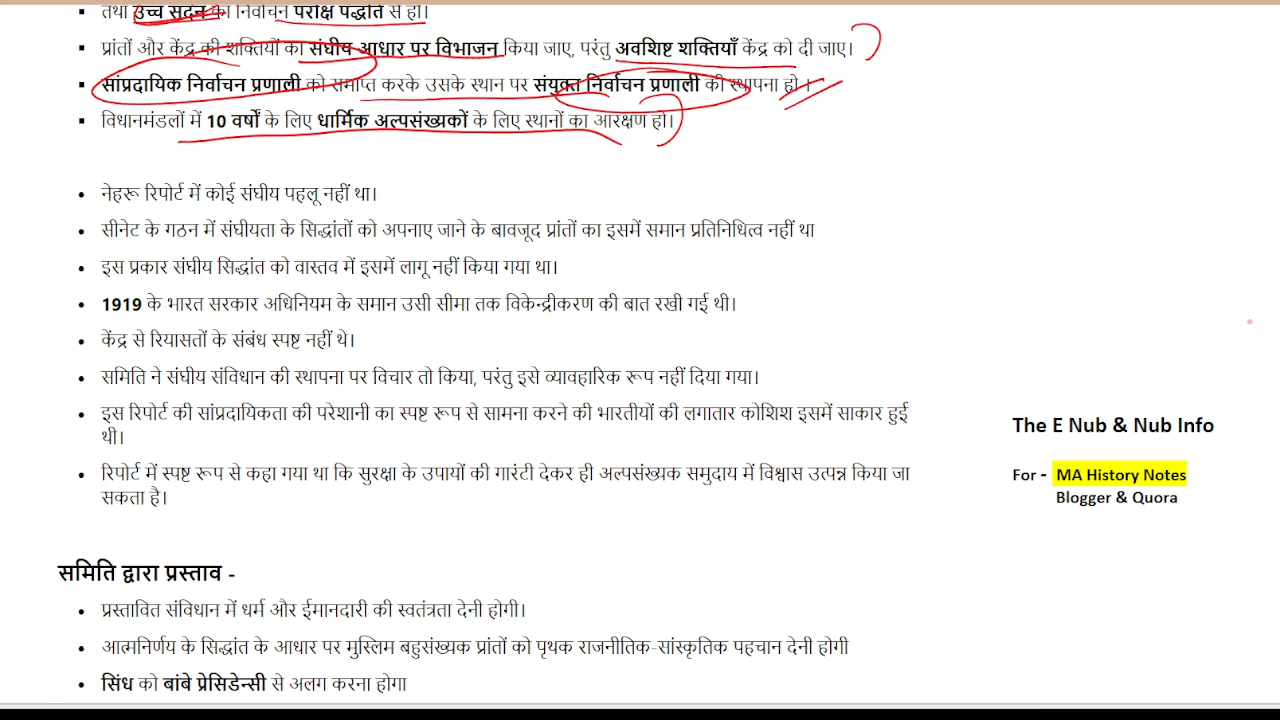 तथा उच्च सदन का निर्वाचन परोक्ष पद्धति से हो।
प्रांतों और केंद्र की शक्तियों का संघीय आधार पर विभाजन किया जाए, परंतु अवशिष्ट शक्तियाँ केंद्र को दी जाए।
सांप्रदायिक निर्वाचन प्रणाली को समाप्त करके उसके स्थान पर संयुक्त निर्वाचन प्रणाली की स्थापना हो ।
विधानमंडलों में 10 वर्षों के लिए धार्मिक अल्पसंख्यकों के लिए स्थानों का आरक्षण हो।
नेहरू रिपोर्ट में कोई संघीय पहलू नहीं था।
सीनेट के गठन में संघीयता के सिद्धांतों को अपनाए जाने के बावजूद प्रांतों का इसमें समान प्रतिनिधित्व नहीं था
इस प्रकार संघीय सिद्धांत को वास्तव में इसमें लागू नहीं किया गया था।
1919 के भारत सरकार अधिनियम के समान उसी सीमा तक विकेन्द्रीकरण की बात रखी गई थी।
केंद्र से रियासतों के संबंध स्पष्ट नहीं थे।
समिति ने संघीय संविधान की स्थापना पर विचार तो किया, परंतु इसे व्यावहारिक रूप नहीं दिया गया।
इस रिपोर्ट की सांप्रदायिकता की परेशानी का स्पष्ट रूप से सामना करने की भारतीयों की लगातार कोशिश इसमें साकार हुई
थी।
रिपोर्ट में स्पष्ट रूप से कहा गया था कि सुरक्षा के उपायों की गारंटी देकर ही अल्पसंख्यक समुदाय में विश्वास उत्पन्न किया जा
सकता है।
The E Nub & Nub Info
For - MA History Notes
Blogger & Quora
समिति द्वारा प्रस्ताव -
प्रस्तावित संविधान में धर्म और ईमानदारी की स्वतंत्रता देनी होगी।
आत्मनिर्णय के सिद्धांत के आधार पर मुस्लिम बहुसंख्यक प्रांतों को पृथक राजनीतिक-सांस्कृतिक पहचान देनी होगी
सिंध को बांबे प्रेसिडेन्सी से अलग करना होगा